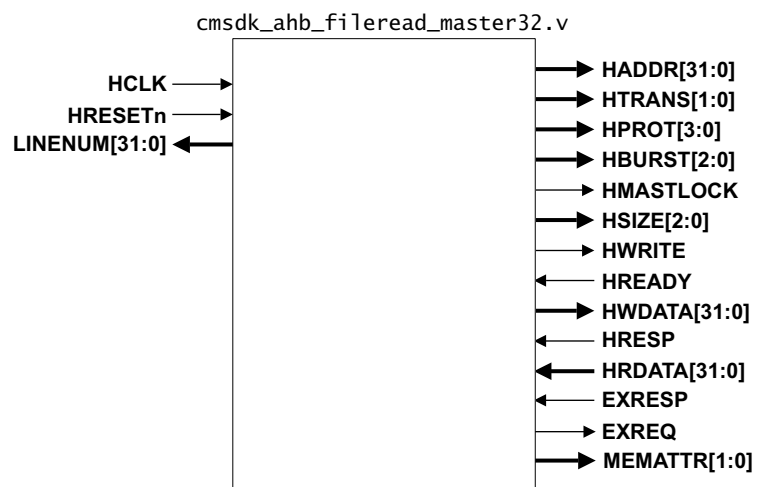 cmsdk_ahb_fileread_master32.v
HCLK
HRESETn
LINENUM[31:0]
HADDR[31:0]
HTRANS[1:0]
HPROT[3:0]
HBURST[2:0]
HMASTLOCK
HSIZE[2:0]
HWRITE
HREADY
HWDATA[31:0]
HRESP
HRDATA[31:0]
EXRESP
EXREQ
MEMATTR[1:0]